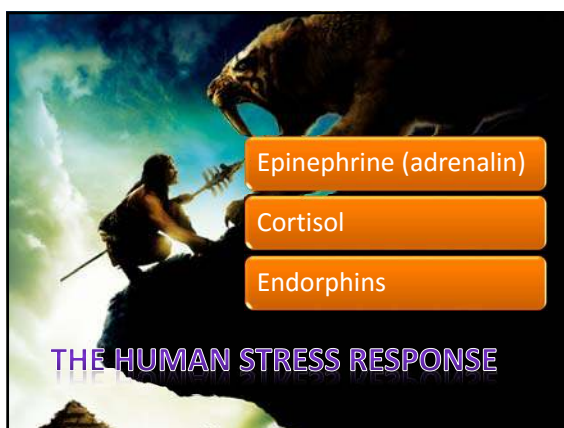 Epinephrine (adrenalin)
Cortisol
Endorphins
THE HUMAN STRESS RESPONSE